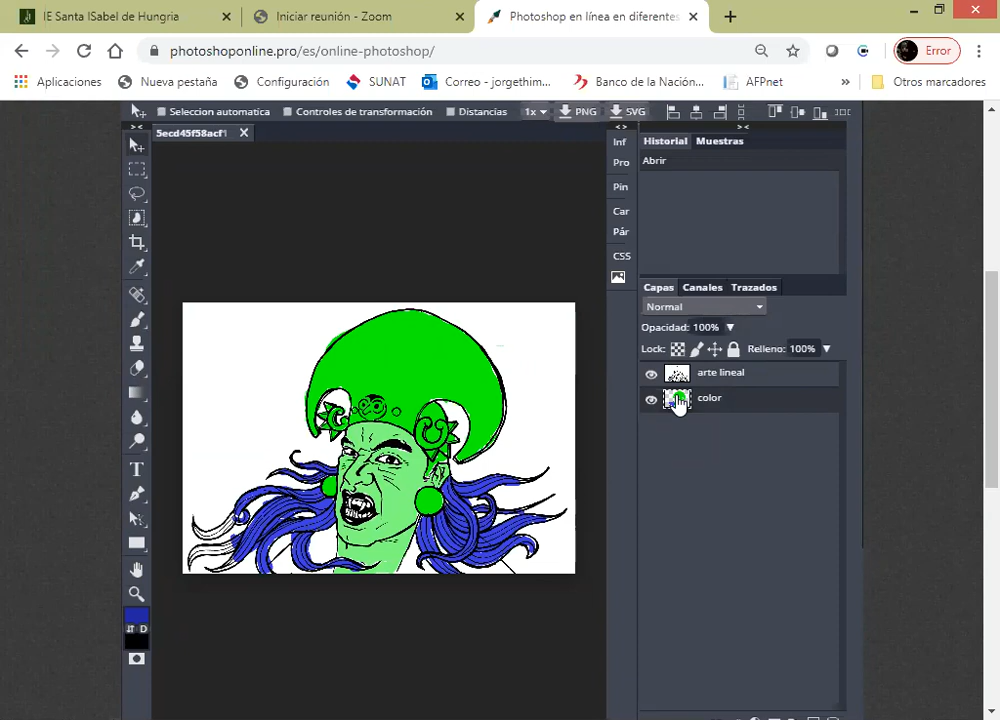 IE Santa ISabel de Hungria
Iniciar reunión - Zoom
Photoshop en línea en diferentes
photoshoponline.pro/es/online-photoshop/
Error
Aplicaciones
Nueva pestaña
Configuración
SUNAT
Correo - jorgethim...
Banco de la Nación...
AFPnet
»
Otros marcadores
Seleccion automatica
Controles de transformación
Distancias
1x
PNG
SVG
5ecd45f58acf1
Inf
Pro
Pin
Car
Pár
CSS
Historial
Muestras
Abrir
Capas
Canales
Trazados
Normal
Opacidad: 100%
Lock:
Relleno: 100%
arte lineal
color
T
D